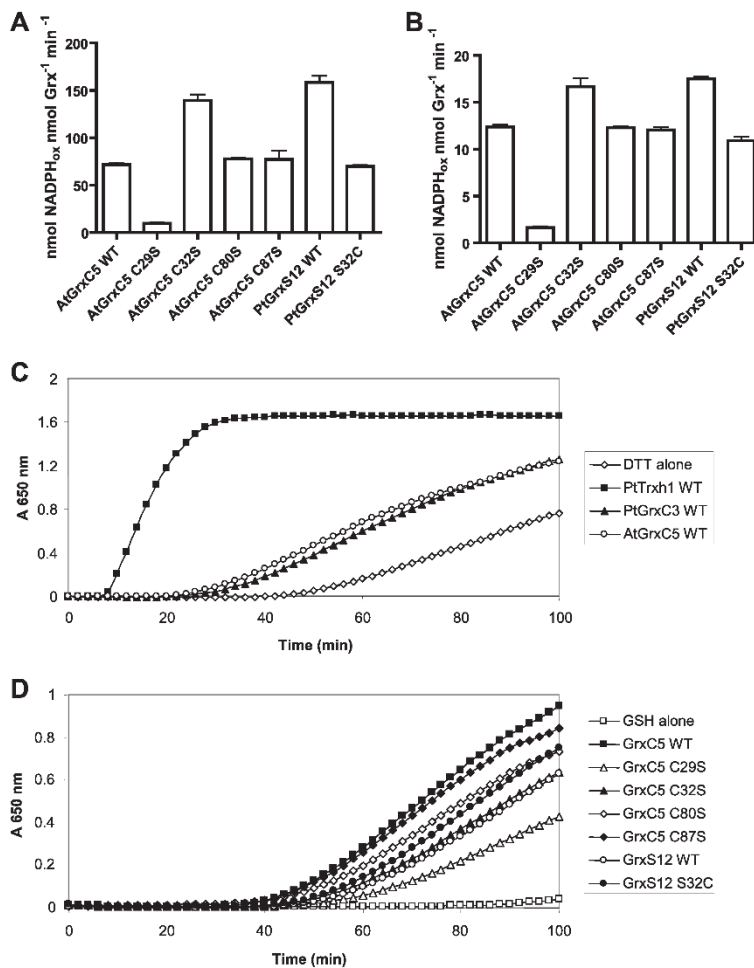 A
nmol NADPHox nmol Grx-1 min -1
200
150
100
50
0
AtGrxC5 WT
AtGrxC5 C29S
AtGrxC5 C32S
AtGrxC5 C80S
AtGrxC5 C87S
PtGrxS12 WT
PtGrxS12 S32C
B
nmol NADPHox nmol Grx-1 min -1
20
15
10
5
0
AtGrxC5 WT
AtGrxC5 C29S
AtGrxC5 C32S
AtGrxC5 C80S
AtGrxC5 C87S
PtGrxS12 WT
PtGrxS12 S32C
C
A 650 nm
2
1.6
1.2
0.8
0.4
0
0 20 40 60 80 100
Time (min)
DTT alone
PtTrxh1 WT
PtGrxC3 WT
AtGrxC5 WT
D
A 650 nm
1
0.8
0.6
0.4
0.2
0
0 20 40 60 80 100
Time (min)
GSH alone
GrxC5 WT
GrxC5 C29S
GrxC5 C32S
GrxC5 C80S
GrxC5 C87S
GrxS12 WT
GrxS12 S32C